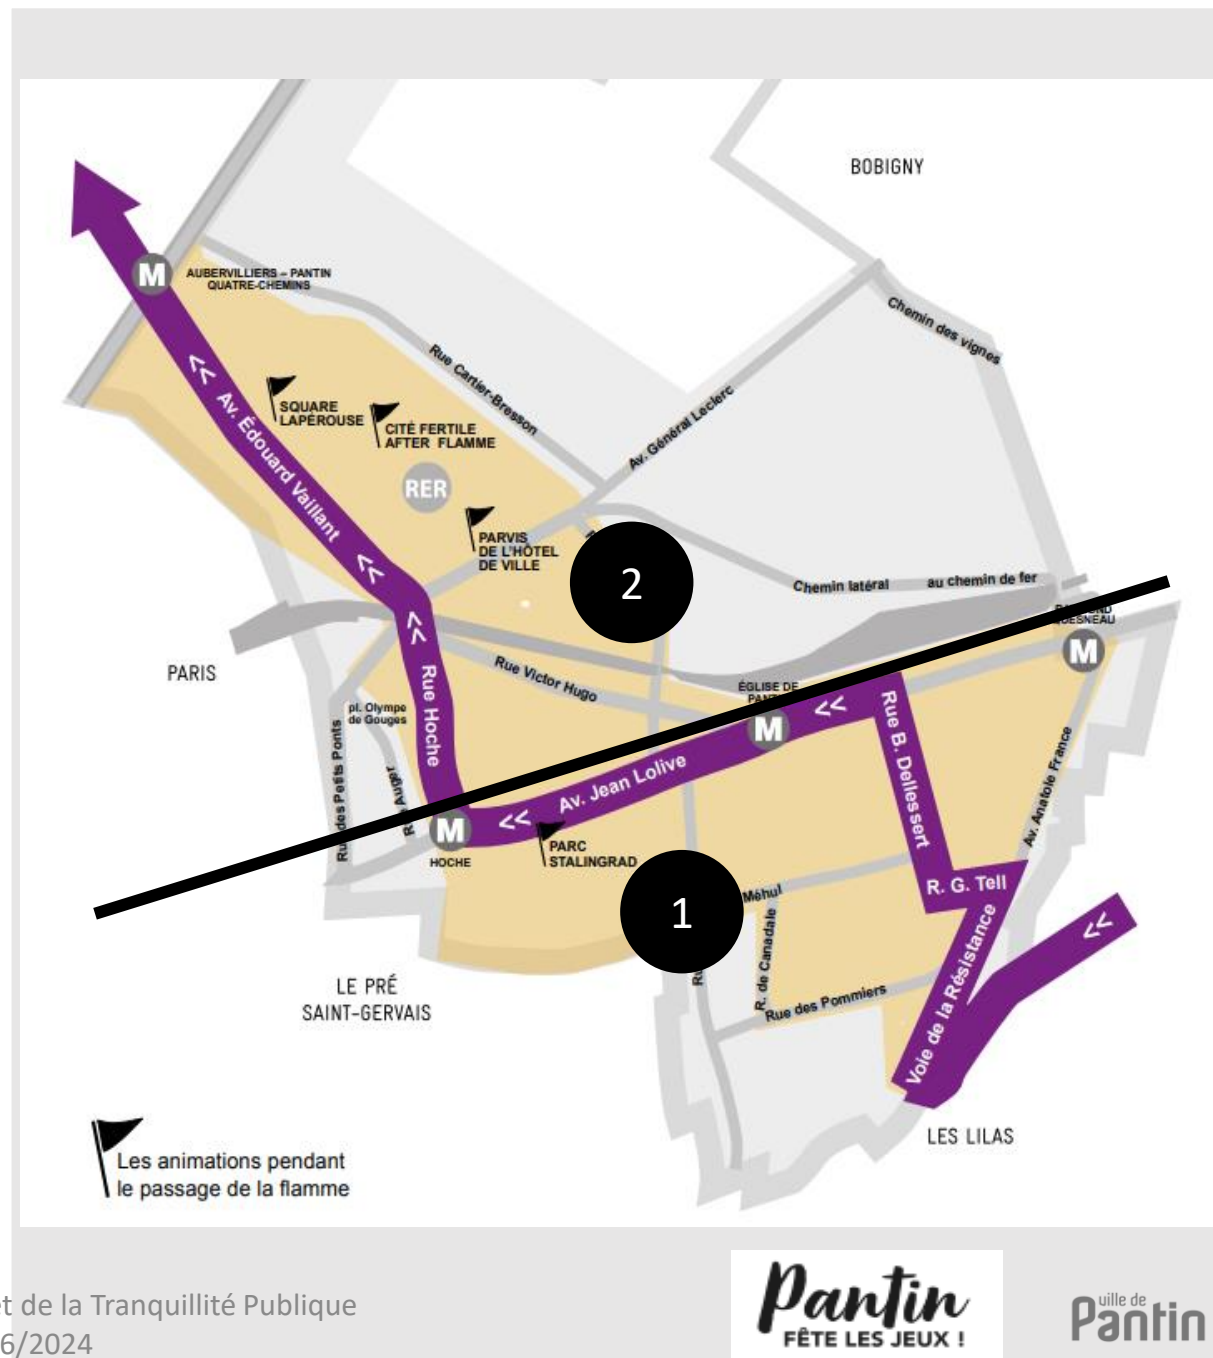 BOBIGNY
Chemin des vignes
AUBERVILLIERS – PANTIN
QUATRE-CHEMINS
<<
Rue Cartier-Bresson
Av. Général Leclerc
SQUARE
LAPÉROUSE
CITÉ FERTILE
AFTER FLAMME
M
Av. Édouard Vaillant
RER
PARVIS
DE L'HÔTEL
DE VILLE
<<
2
Chemin latéral
au chemin de fer
<<
QUESNEAU
M
PARIS
Rue Hoche
Rue Victor Hugo
ÉGLISE DE
M
<<
pl. Olympe
de Gouges
Rue des Petits Ponts
Auger
Rue B. Dellessert
Av. Anatole France
Av. Jean Lolive
<<
M
HOCHE
PARC
STALINGRAD
1
Méhul
R. G. Tell
R. de Canadale
Rue des Pommiers
Voie de la Résistance
<<
LE PRÉ
SAINT-GERVAIS
LES LILAS
Les animations pendant
le passage de la flamme
et de la Tranquillité Publique
6/2024
Pantin
FÊTE LES JEUX !
ville de
Pantin